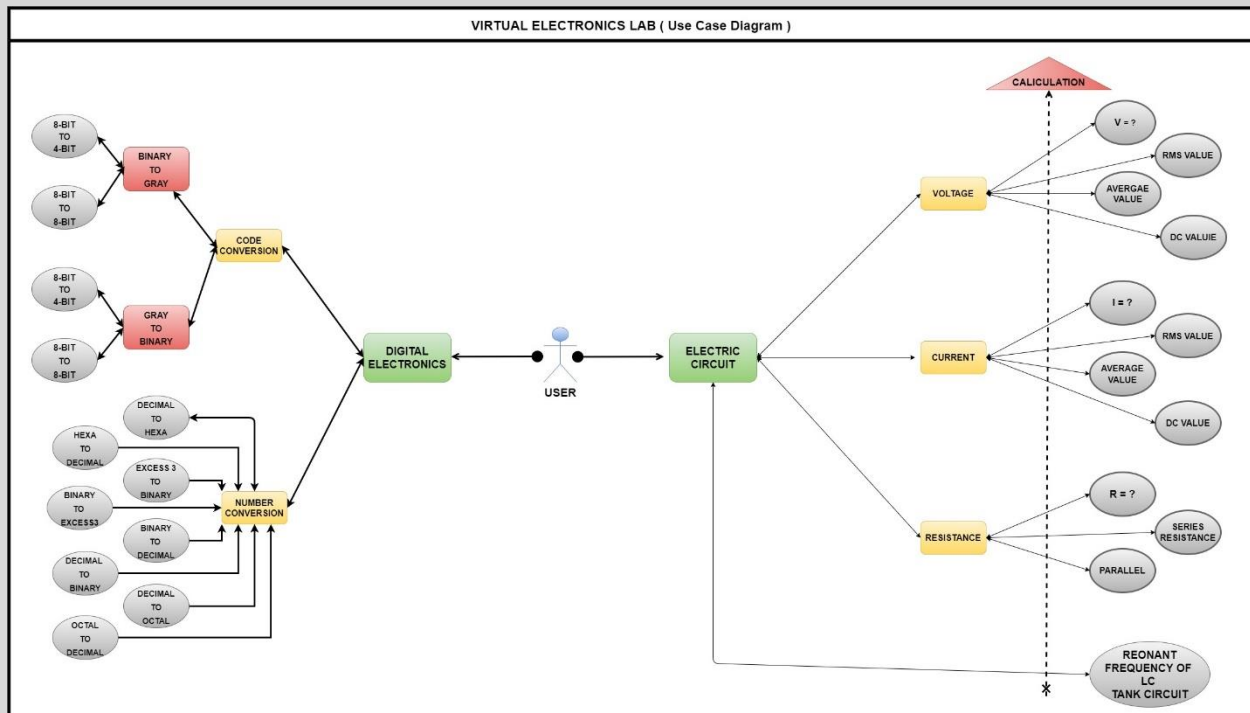 VIRTUAL ELECTRONICS LAB ( Use Case Diagram )
8-BIT
TO
4-BIT
8-BIT
TO
8-BIT
BINARY
TO
GRAY
CODE
CONVERSION
8-BIT
TO
4-BIT
8-BIT
TO
8-BIT
GRAY
TO
BINARY
DIGITAL
ELECTRONICS
DECIMAL
TO
HEXA
HEXA
TO
DECIMAL
EXCESS 3
TO
BINARY
BINARY
TO
EXCESS3
BINARY
TO
DECIMAL
DECIMAL
TO
BINARY
DECIMAL
TO
OCTAL
OCTAL
TO
DECIMAL
NUMBER
CONVERSION
USER
ELECTRIC
CIRCUIT
CALICULATION
VOLTAGE
V = ?
RMS VALUE
AVERGAE
VALUE
DC VALUIE
CURRENT
I = ?
RMS VALUE
AVERAGE
VALUE
DC VALUE
RESISTANCE
R = ?
SERIES
RESISTANCE
PARALLEL
REONANT
FREQUENCY OF
LC
TANK CIRCUIT